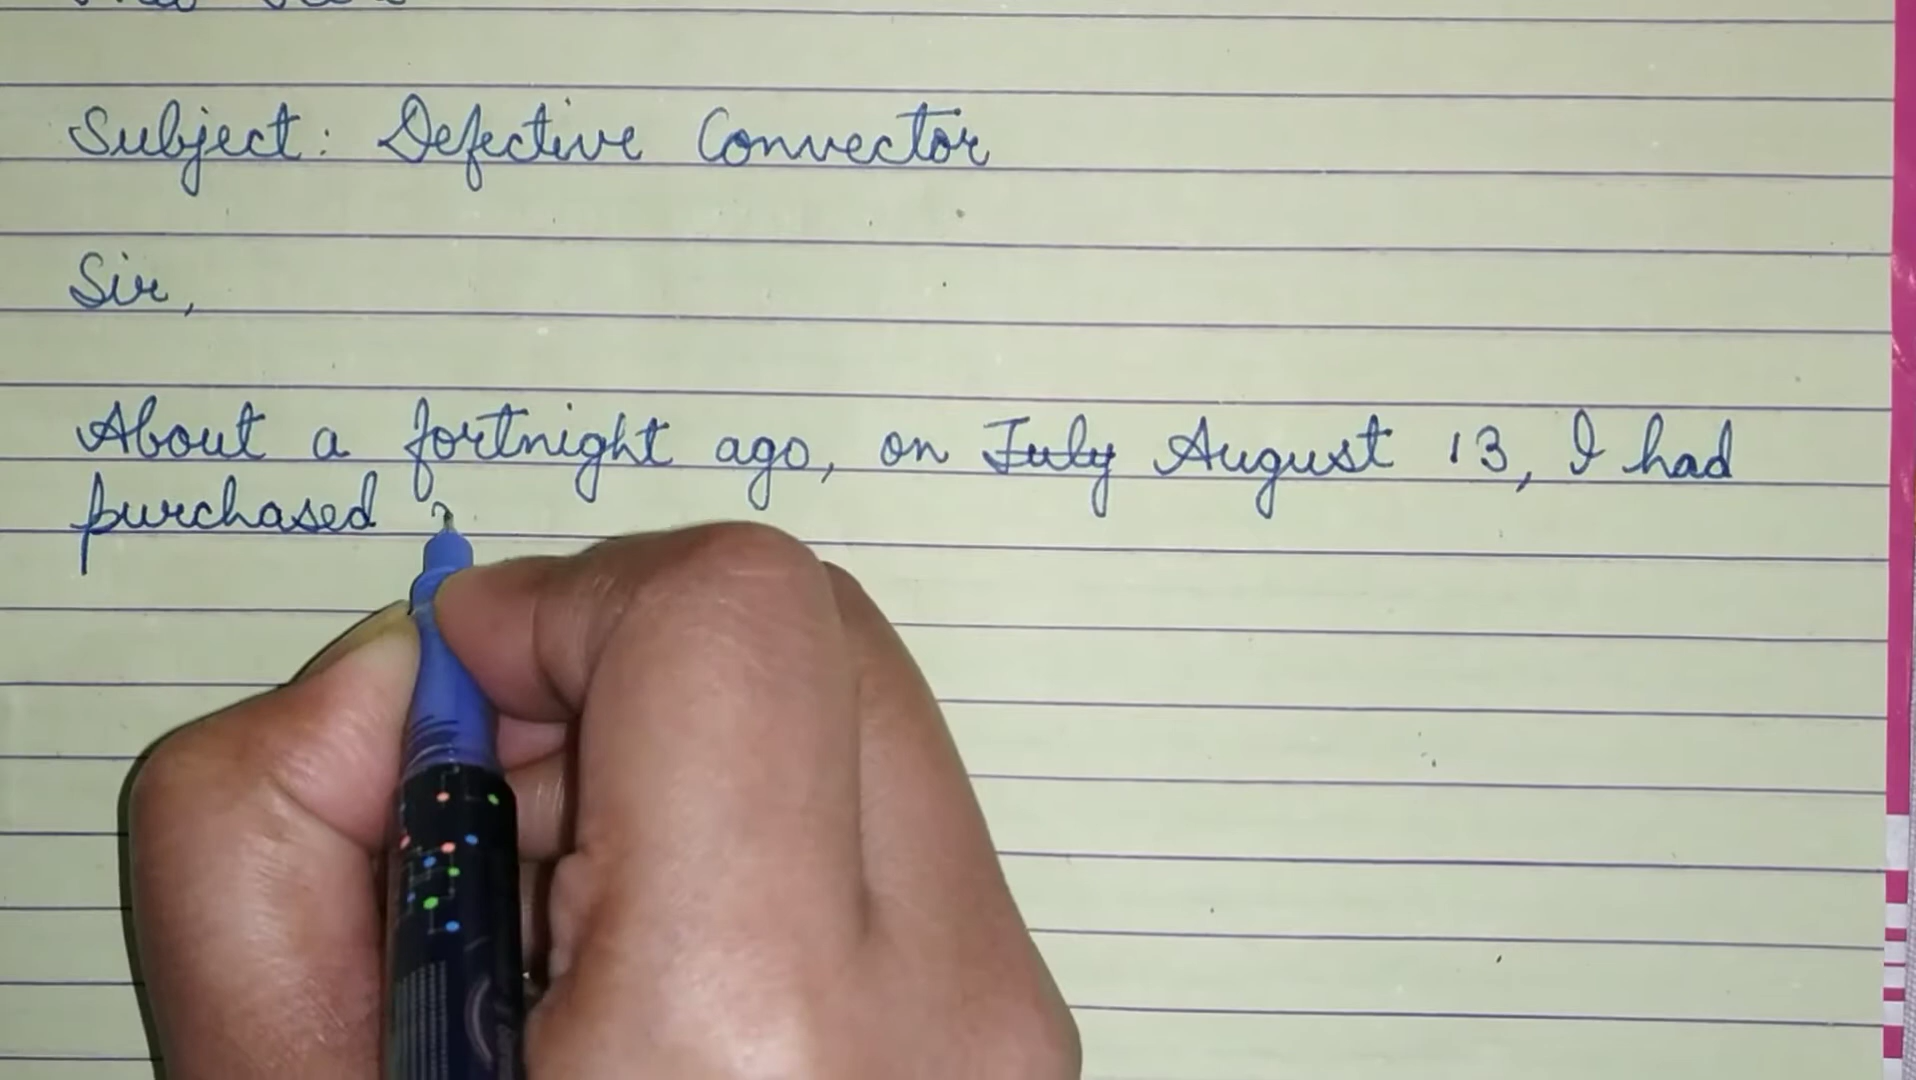 Subject: Defective Convector
Sir,
About a fortnight ago, on July August 13, I had
purchased